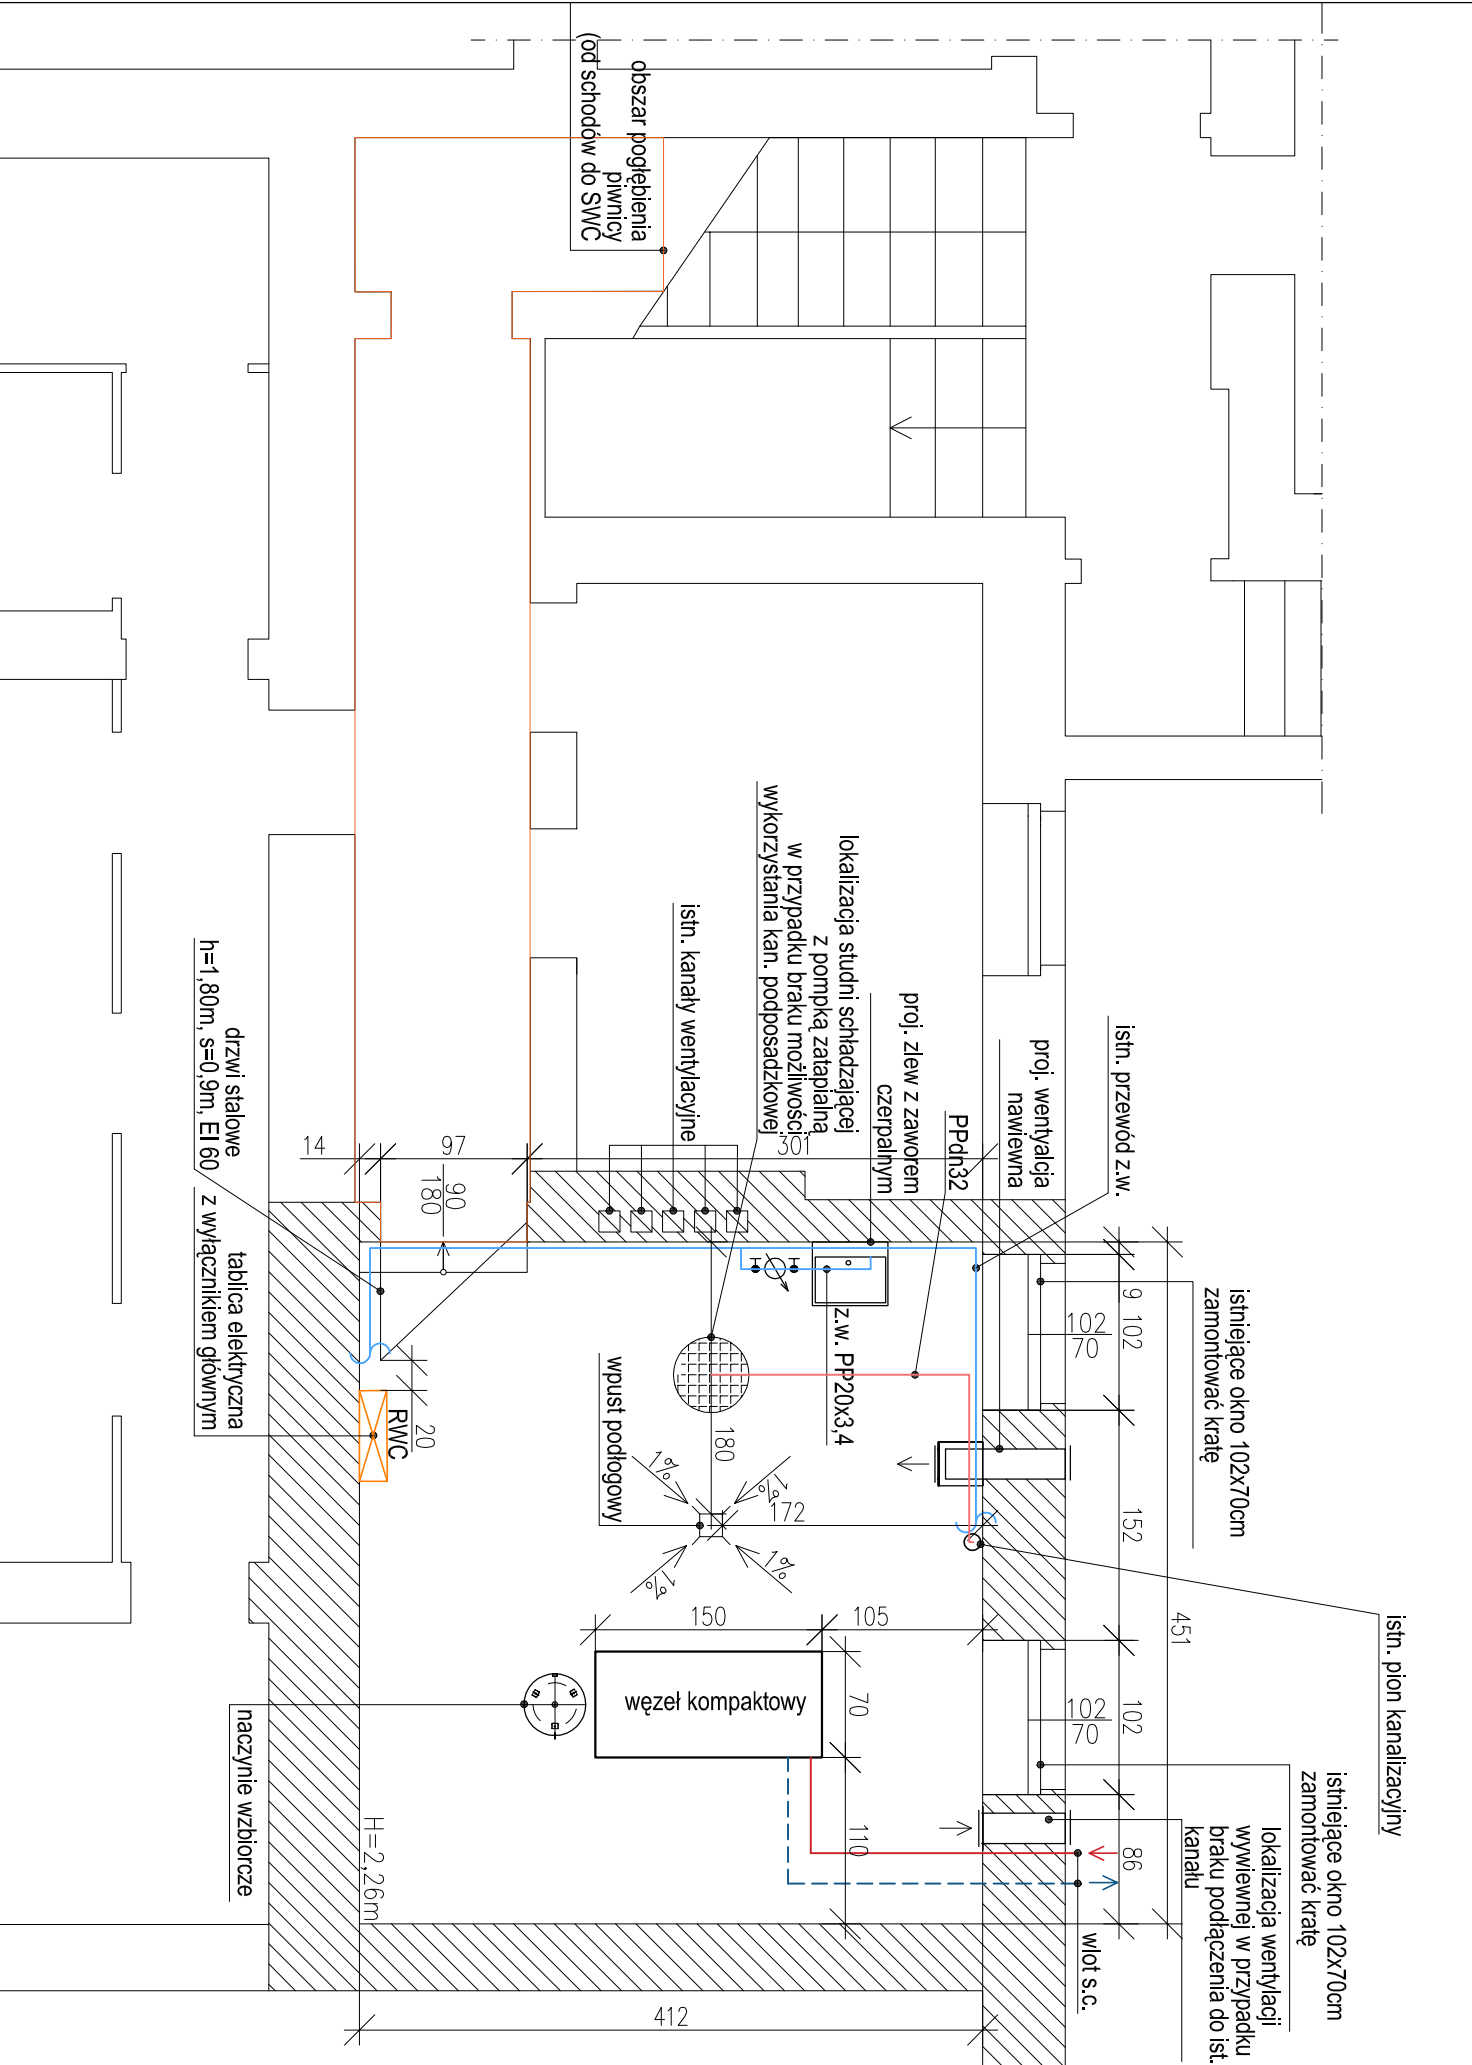 obszar pogłębienia
piwnicy
(od schodów do SWC
istn. pion kanalizacyjny
istniejące okno 102x70cm
zamontować kratę
lokalizacja wentylacji
wywiewnej w przypadku
braku podłączenia do ist.
kanału
istniejące okno 102x70cm
zamontować kratę
istn. przewód z.w.
proj. wentyalcja
nawiewna
PPdn32
proj. zlew z zaworem
czerpalnym
lokalizacja studni schładzającej
z pompką zatapialną
w przypadku braku możliwości
wykorzystania kan. podposadzkowej
istn. kanały wentylacyjne
451
9
102
152
102
86
102
70
102
70
wlot s.c.
301
97
14
90
180
z.w. PP20x3,4
180
172
1%
1%
1%
1%
wpust podłogowy
150
105
70
110
węzeł kompaktowy
20
RWC
H=2,26m
412
drzwi stalowe
h=1,80m, s=0,9m, EI 60
tablica elektryczna
z wyłącznikiem głównym
naczynie wzbiorcze